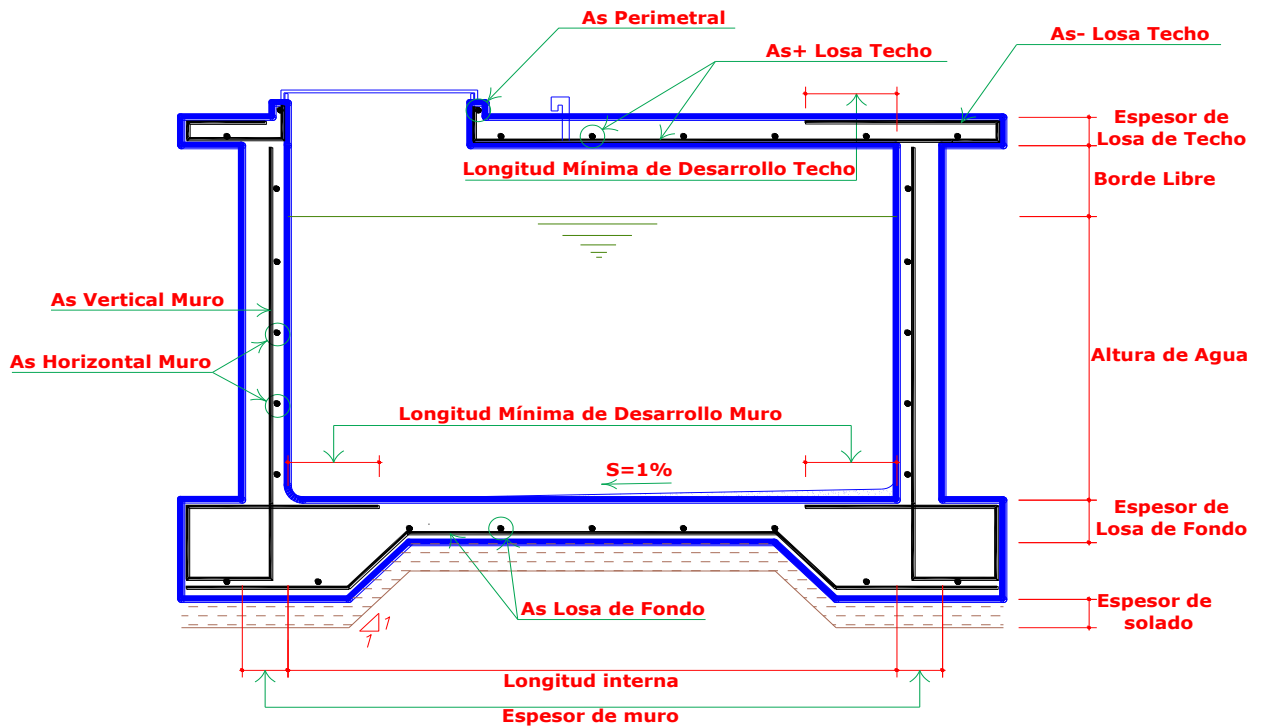 As Perimetral
As- Losa Techo
As+ Losa Techo
Espesor de
Losa de Techo
Longitud Mínima de Desarrollo Techo
Borde Libre
As Vertical Muro
As Horizontal Muro
Altura de Agua
Longitud Mínima de Desarrollo Muro
S=1%
Espesor de
Losa de Fondo
As Losa de Fondo
Espesor de
solado
1
1
Longitud interna
Espesor de muro